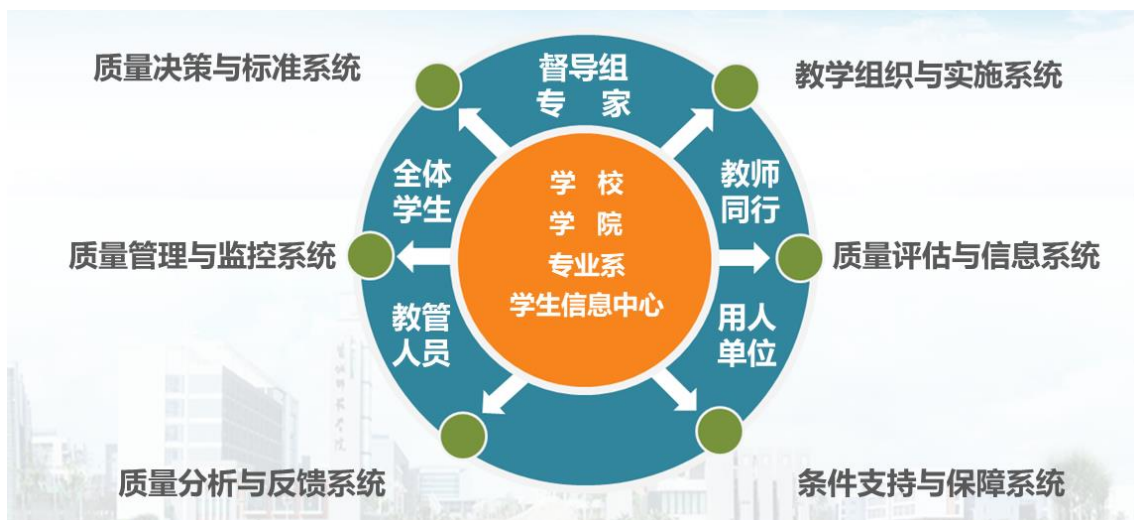 质量决策与标准系统
督导组
专 家
教学组织与实施系统
全体
学生
学 校
学 院
专业系
学生信息中心
教师
同行
质量管理与监控系统
质量评估与信息系统
教管
人员
用人
单位
质量分析与反馈系统
条件支持与保障系统